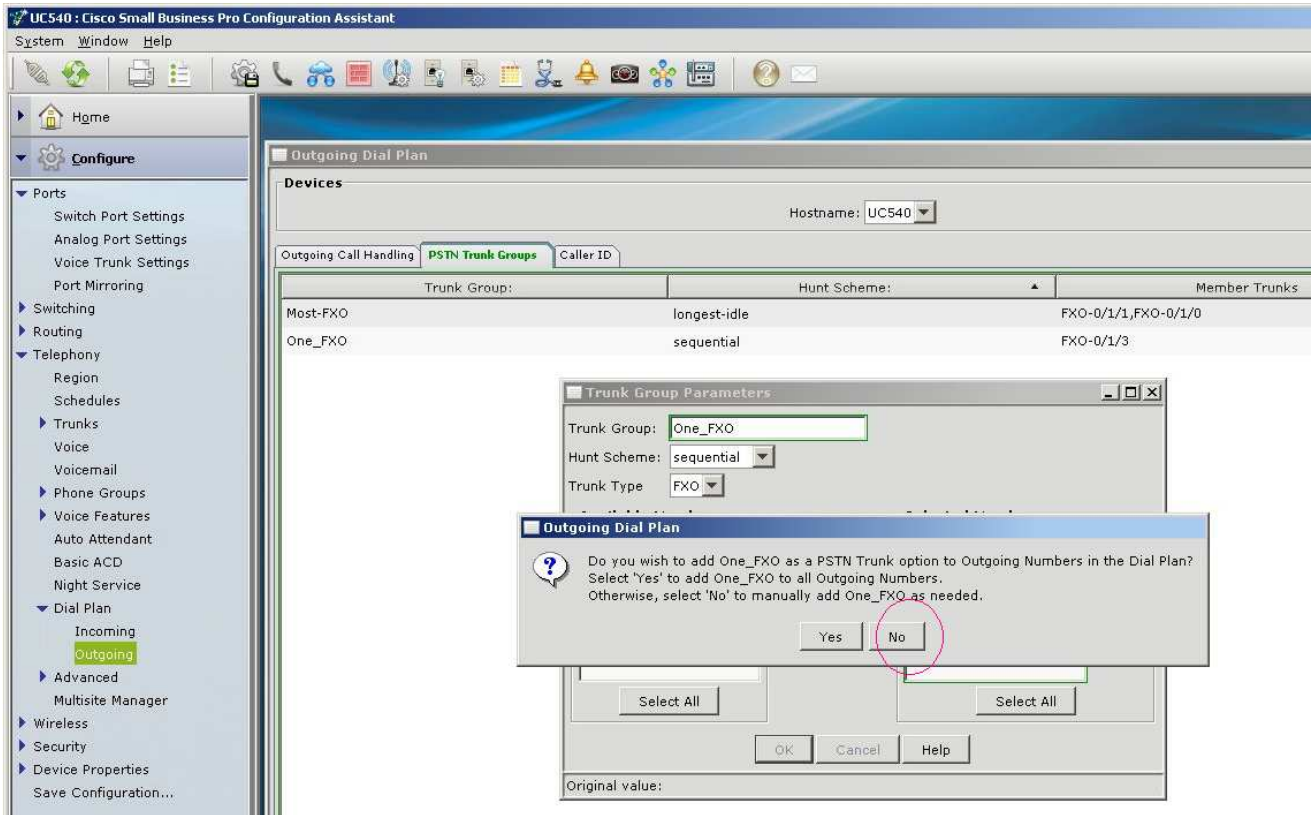 UC540 : Cisco Small Business Pro Configuration Assistant
System Window Help
Home
Configure
Ports
Switch Port Settings
Analog Port Settings
Voice Trunk Settings
Port Mirroring
Switching
Routing
Telephony
Region
Schedules
Trunks
Voice
Voicemail
Phone Groups
Voice Features
Auto Attendant
Basic ACD
Night Service
Dial Plan
Incoming
Outgoing
Advanced
Multisite Manager
Wireless
Security
Device Properties
Save Configuration...
Outgoing Dial Plan
Devices
Hostname: UC540
Outgoing Call Handling PSTN Trunk Groups Caller ID
Trunk Group: Hunt Scheme: Member Trunks
Most-FXO longest-idle FXO-0/1/1,FXO-0/1/0
One_FXO sequential FXO-0/1/3
Trunk Group Parameters
Trunk Group: One_FXO
Hunt Scheme: sequential
Trunk Type FXO
Outgoing Dial Plan
Do you wish to add One_FXO as a PSTN Trunk option to Outgoing Numbers in the Dial Plan?
Select 'Yes' to add One_FXO to all Outgoing Numbers.
Otherwise, select 'No' to manually add One_FXO as needed.
Yes No
Select All Select All
OK Cancel Help
Original value: